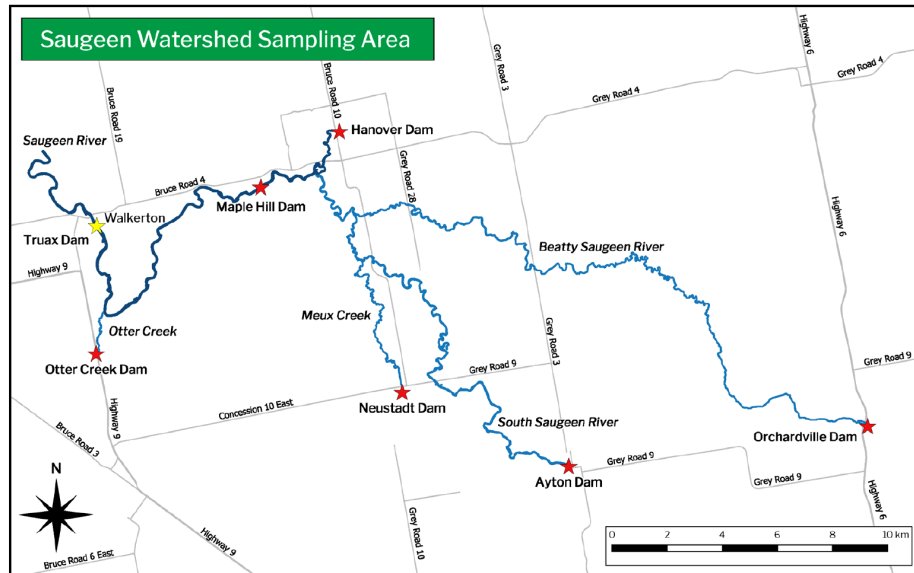 Saugeen Watershed Sampling Area
Highway 6
Grey Road 3
Bruce Road 10
Grey Road 4
Grey Road 4
Bruce Road 19
Hanover Dam
Saugeen River
Grey Road 28
Bruce Road 4
Maple Hill Dam
Walkerton
Truax Dam
Beatty Saugeen River
Highway 6
Highway 9
Meux Creek
Otter Creek
Grey Road 3
Otter Creek Dam
Grey Road 9
Grey Road 9
Concession 10 East
Neustadt Dam
Highway 9
South Saugeen River
Orchardville Dam
Bruce Road 3
Grey Road 9
Ayton Dam
Grey Road 9
N
Highway 6
Grey Road 10
Highway 9
0 2 4 6 8 10 km
Bruce Road 6 East